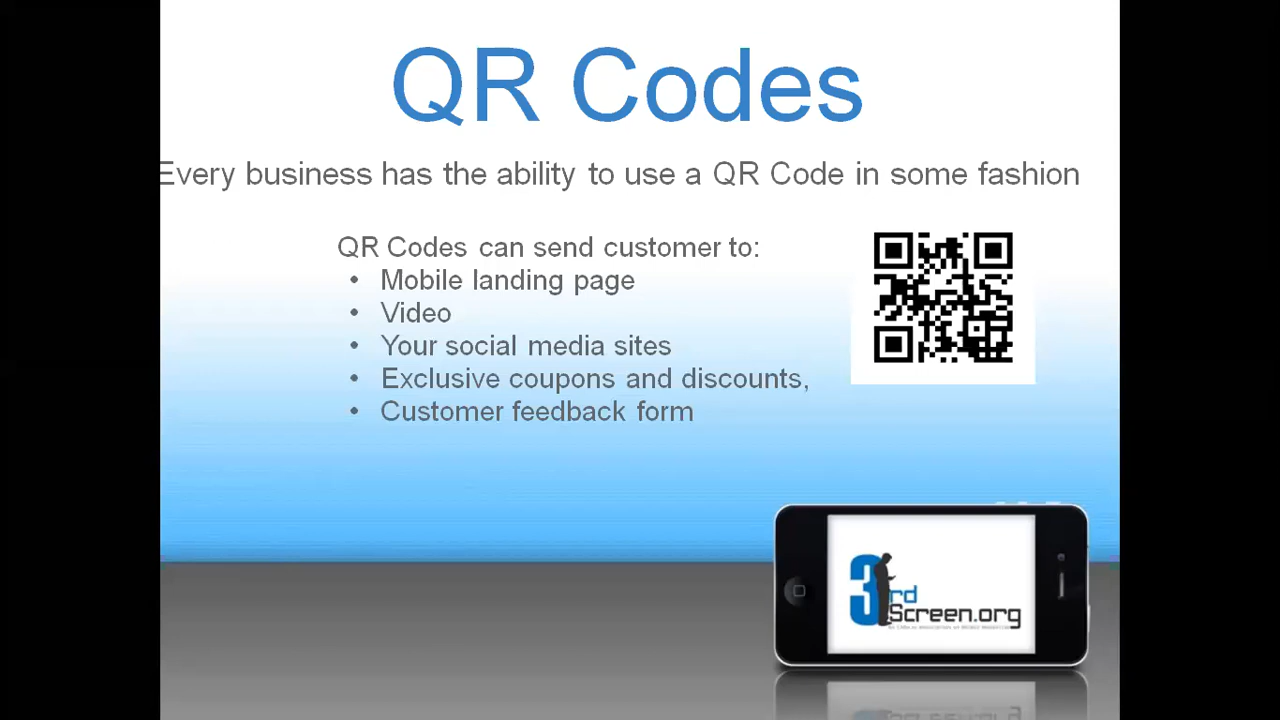 QR Codes
Every business has the ability to use a QR Code in some fashion
QR Codes can send customer to:
• Mobile landing page
• Video
• Your social media sites
• Exclusive coupons and discounts,
• Customer feedback form
3rd
Screen.org